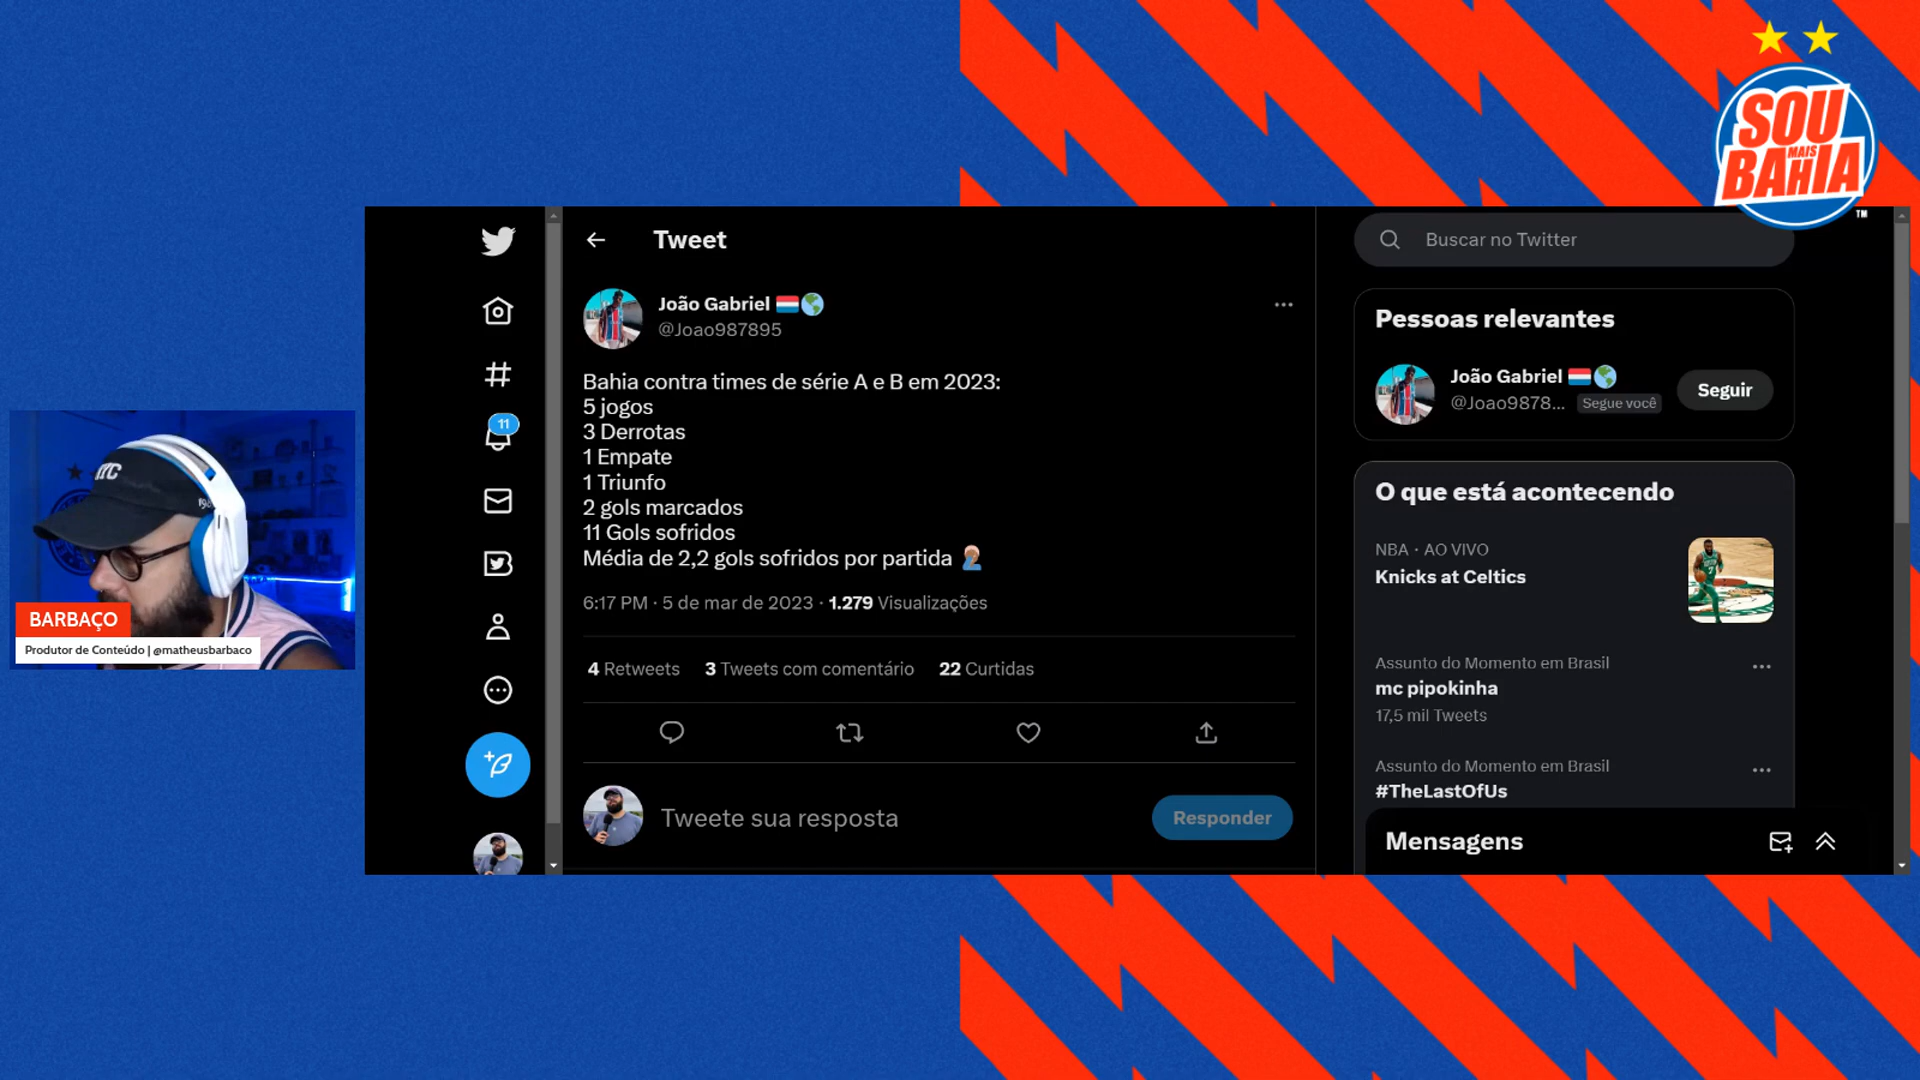 SOU
MAIS
BAHIA
TM
Tweet
João Gabriel
@Joao987895
Bahia contra times de série A e B em 2023:
5 jogos
3 Derrotas
1 Empate
1 Triunfo
2 gols marcados
11 Gols sofridos
Média de 2,2 gols sofridos por partida
6:17 PM · 5 de mar de 2023 · 1.279 Visualizações
4 Retweets 3 Tweets com comentário 22 Curtidas
Tweete sua resposta
Responder
11
Buscar no Twitter
Pessoas relevantes
João Gabriel
@Joao9878... Segue você
Seguir
O que está acontecendo
NBA · AO VIVO
Knicks at Celtics
Assunto do Momento em Brasil
mc pipokinha
17,5 mil Tweets
Assunto do Momento em Brasil
#TheLastOfUs
Mensagens
NYC
BARBAÇO
Produtor de Conteúdo | @matheusbarbaco